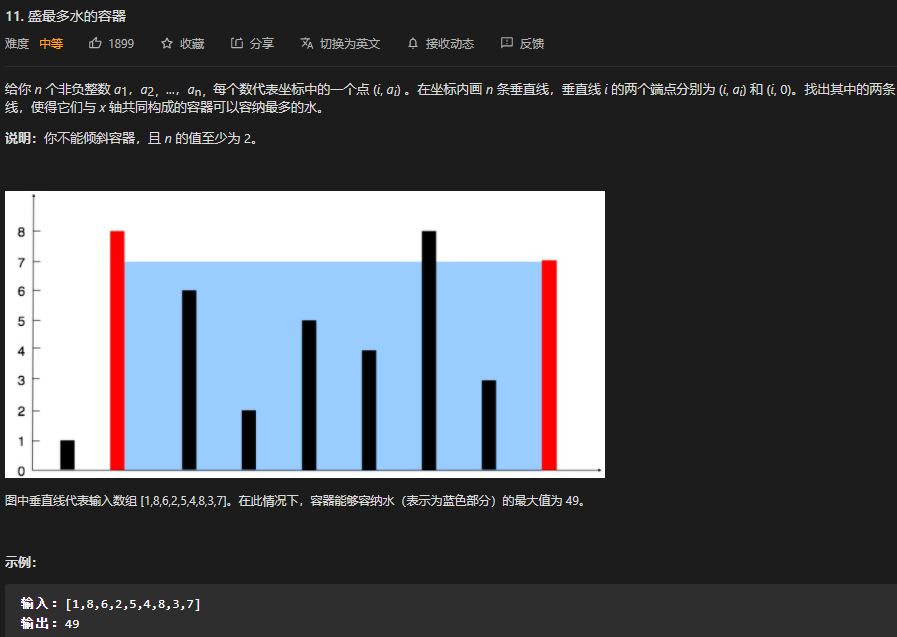 11. 盛最多水的容器
难度 中等 1899 收藏 分享 切换为英文 接收动态 反馈
给你 n 个非负整数 a1，a2，...，an，每个数代表坐标中的一个点 (i, ai) 。在坐标内画 n 条垂直线，垂直线 i 的两个端点分别为 (i, ai) 和 (i, 0)。找出其中的两条
线，使得它们与 x 轴共同构成的容器可以容纳最多的水。
说明：你不能倾斜容器，且 n 的值至少为 2。
8
7
6
5
4
3
2
1
0
图中垂直线代表输入数组 [1,8,6,2,5,4,8,3,7]。在此情况下，容器能够容纳水（表示为蓝色部分）的最大值为 49。
示例：
输入：[1,8,6,2,5,4,8,3,7]
输出：49